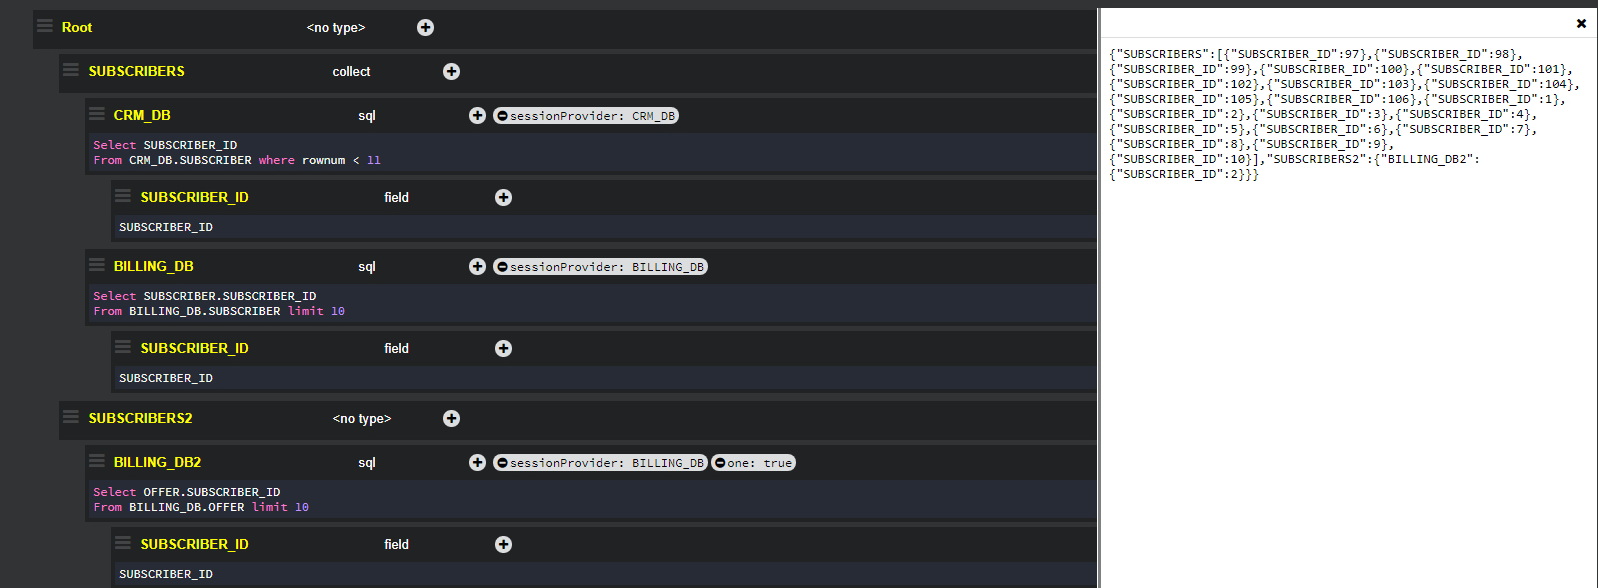 Root <no type>
SUBSCRIBERS collect
CRM_DB sql sessionProvider: CRM_DB
Select SUBSCRIBER_ID
From CRM_DB.SUBSCRIBER where rownum < 11
SUBSCRIBER_ID field
SUBSCRIBER_ID
BILLING_DB sql sessionProvider: BILLING_DB
Select SUBSCRIBER.SUBSCRIBER_ID
From BILLING_DB.SUBSCRIBER limit 10
SUBSCRIBER_ID field
SUBSCRIBER_ID
SUBSCRIBERS2 <no type>
BILLING_DB2 sql sessionProvider: BILLING_DB one: true
Select OFFER.SUBSCRIBER_ID
From BILLING_DB.OFFER limit 10
SUBSCRIBER_ID field
SUBSCRIBER_ID
{"SUBSCRIBERS":[{"SUBSCRIBER_ID":97},{"SUBSCRIBER_ID":98},
{"SUBSCRIBER_ID":99},{"SUBSCRIBER_ID":100},{"SUBSCRIBER_ID":101},
{"SUBSCRIBER_ID":102},{"SUBSCRIBER_ID":103},{"SUBSCRIBER_ID":104},
{"SUBSCRIBER_ID":105},{"SUBSCRIBER_ID":106},{"SUBSCRIBER_ID":1},
{"SUBSCRIBER_ID":2},{"SUBSCRIBER_ID":3},{"SUBSCRIBER_ID":4},
{"SUBSCRIBER_ID":5},{"SUBSCRIBER_ID":6},{"SUBSCRIBER_ID":7},
{"SUBSCRIBER_ID":8},{"SUBSCRIBER_ID":9},
{"SUBSCRIBER_ID":10}],"SUBSCRIBERS2":{"BILLING_DB2":
{"SUBSCRIBER_ID":2}}}